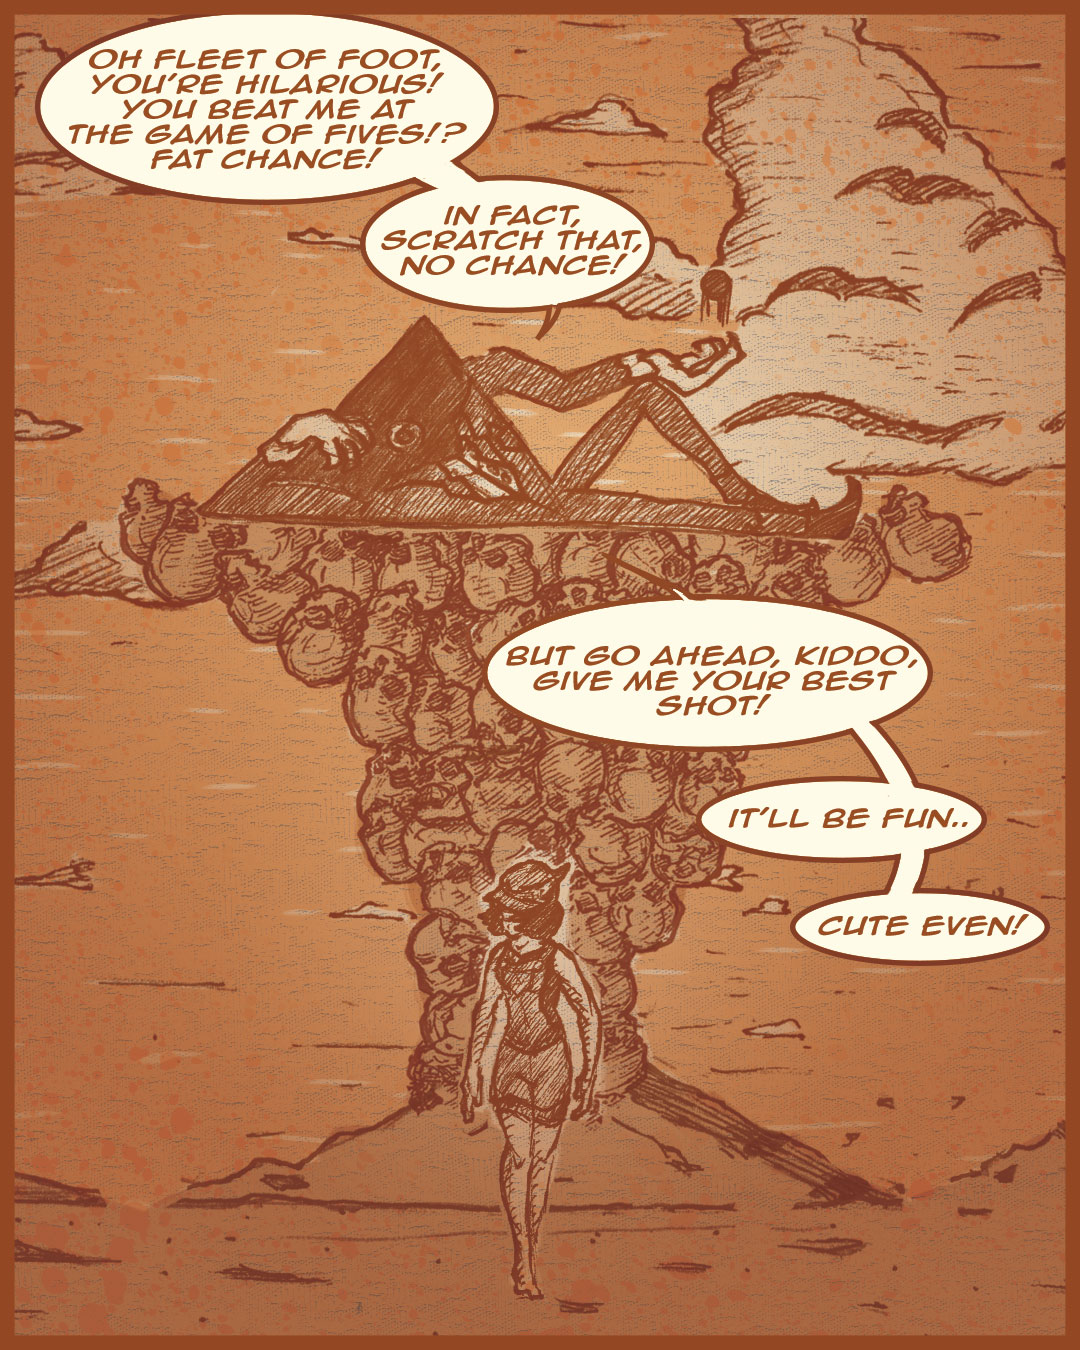 OH FLEET OF FOOT,
YOU'RE HILARIOUS!
YOU BEAT ME AT
THE GAME OF FIVES!?
FAT CHANCE!
IN FACT,
SCRATCH THAT,
NO CHANCE!
BUT GO AHEAD, KIDDO,
GIVE ME YOUR BEST
SHOT!
IT'LL BE FUN..
CUTE EVEN!